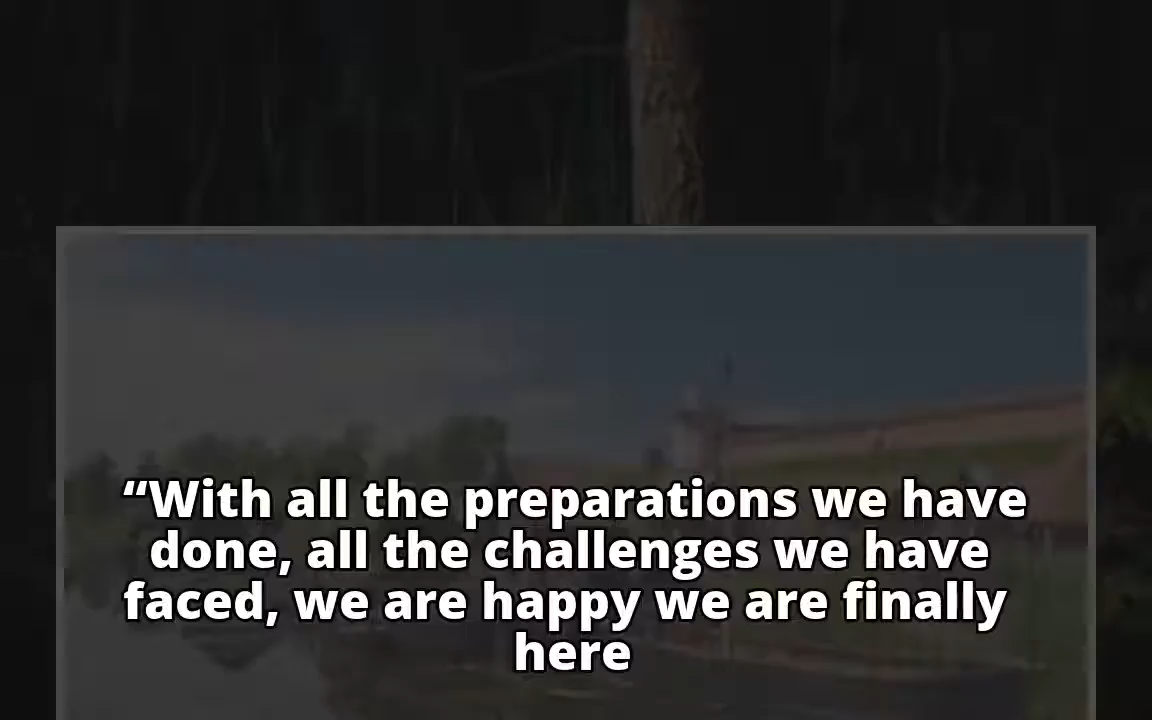 “With all the preparations we have
done, all the challenges we have
faced, we are happy we are finally
here